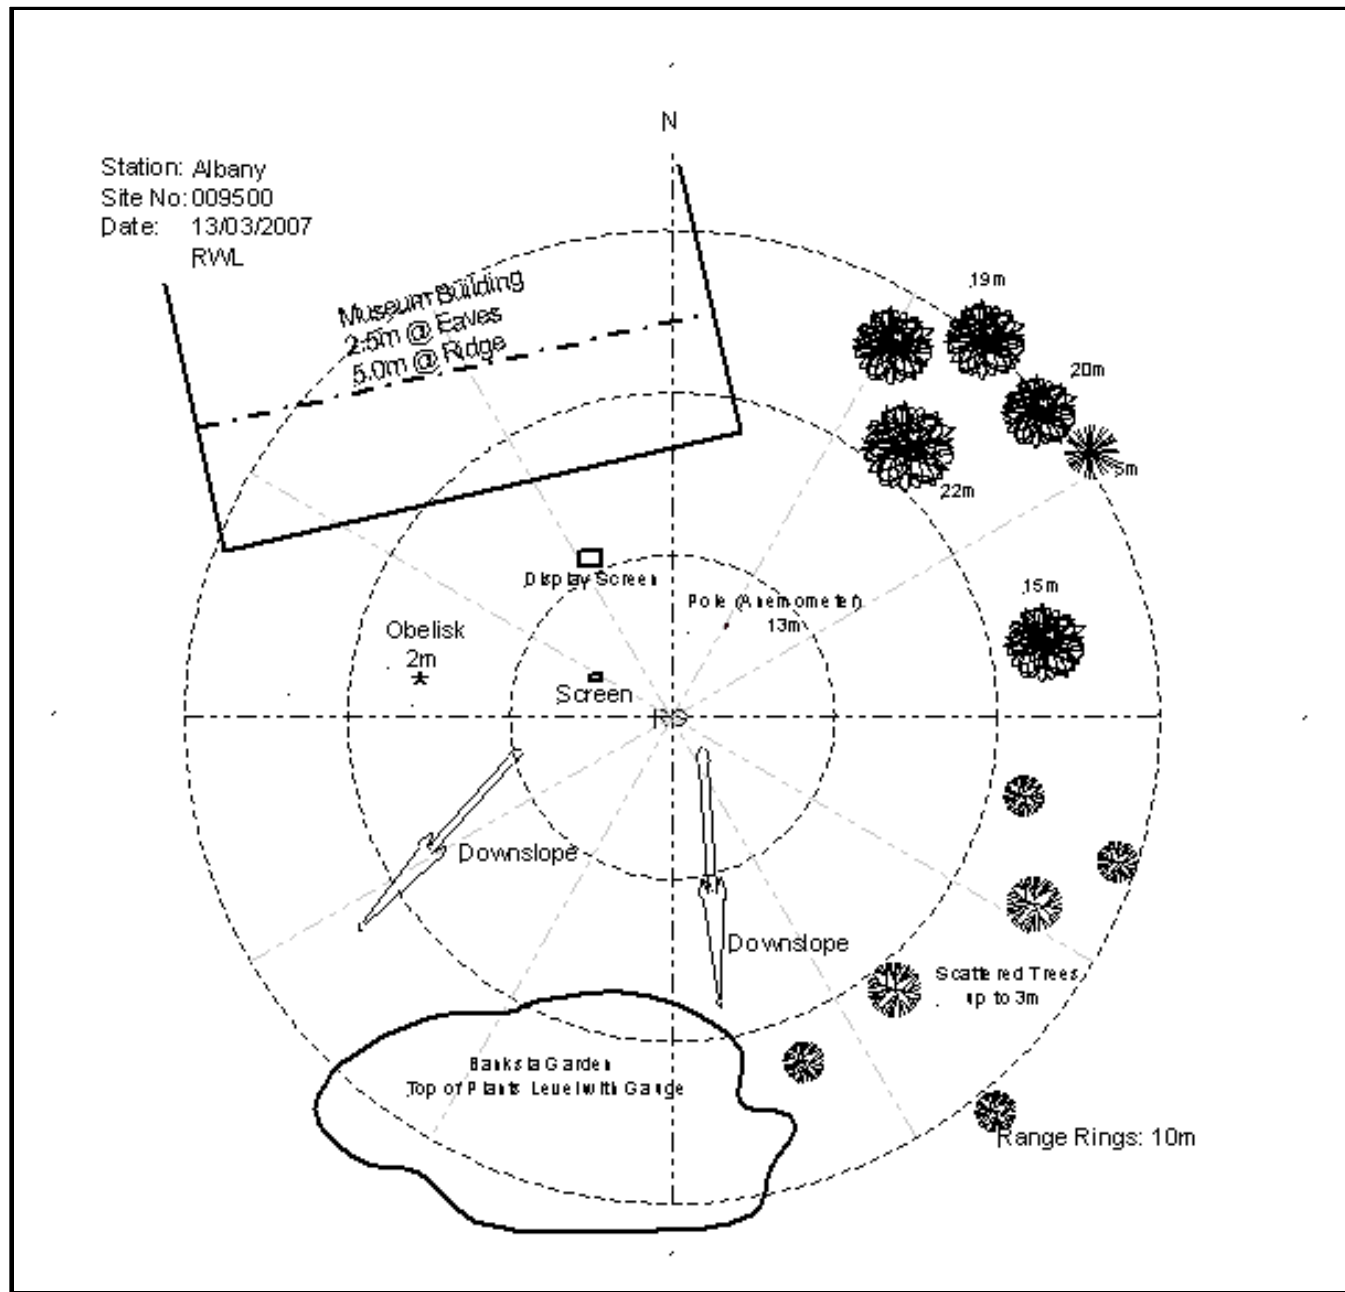 N
Station: Albany
Site No: 009500
Date: 13/03/2007
RWL
Museum Building
2.5m @ Eaves
5.0m @ Ridge
19m
20m
5m
22m
Display Screen
Pole (Anemometer)
13m
15m
Obelisk
2m
Screen
RG
Downslope
Downslope
Scattered Trees
up to 3m
Banksia Garden
Top of Plants Level with Gauge
Range Rings: 10m